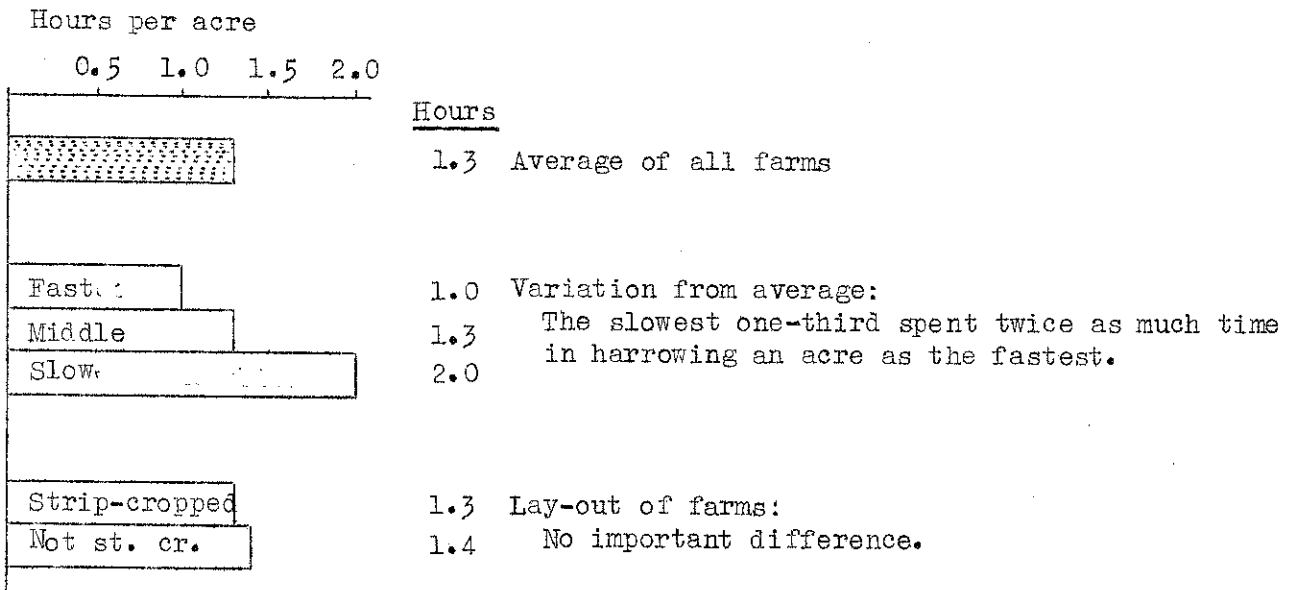 Hours per acre
0.5 1.0 1.5 2.0
Hours
1.3 Average of all farms
Fast
1.0 Variation from average:
Middle
1.3 The slowest one-third spent twice as much time
in harrowing an acre as the fastest.
Slow
2.0
Strip-cropped
1.3 Lay-out of farms:
Not st. cr.
1.4 No important difference.